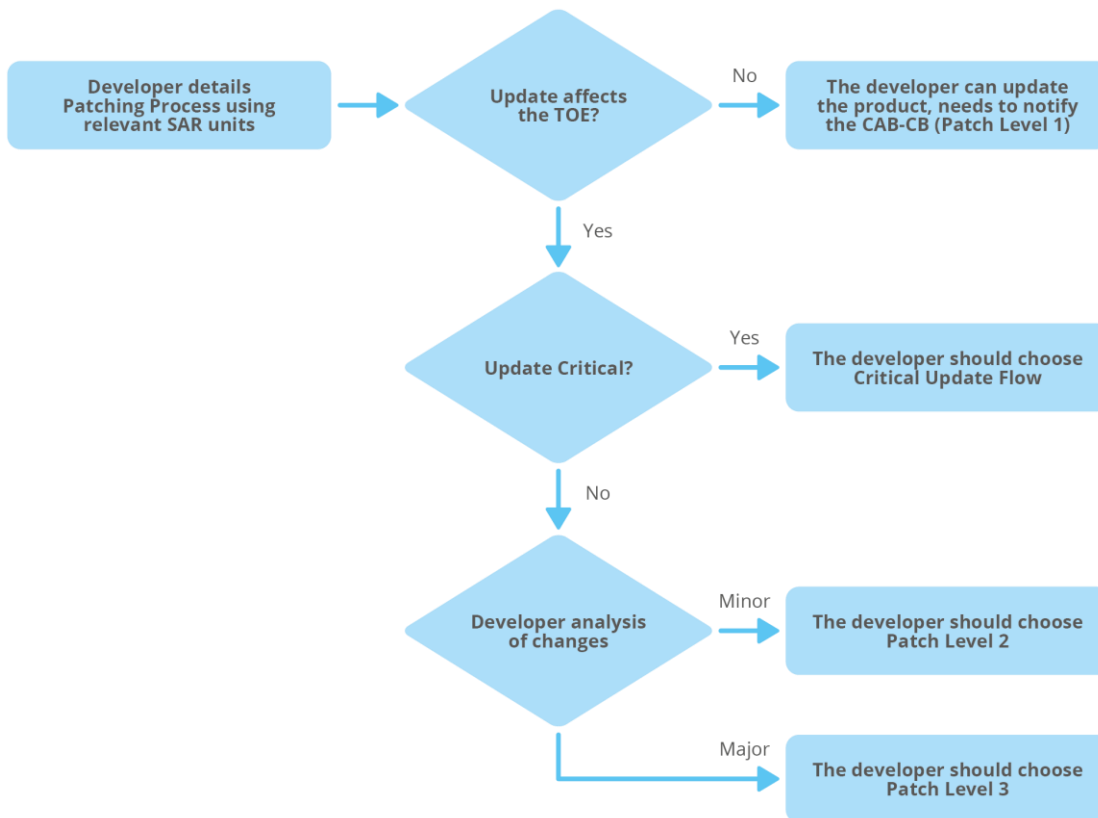 Developer details
Patching Process using
relevant SAR units
Update affects
the TOE?
No
The developer can update
the product, needs to notify
the CAB-CB (Patch Level 1)
Yes
Update Critical?
Yes
The developer should choose
Critical Update Flow
No
Developer analysis
of changes
Minor
The developer should choose
Patch Level 2
Major
The developer should choose
Patch Level 3